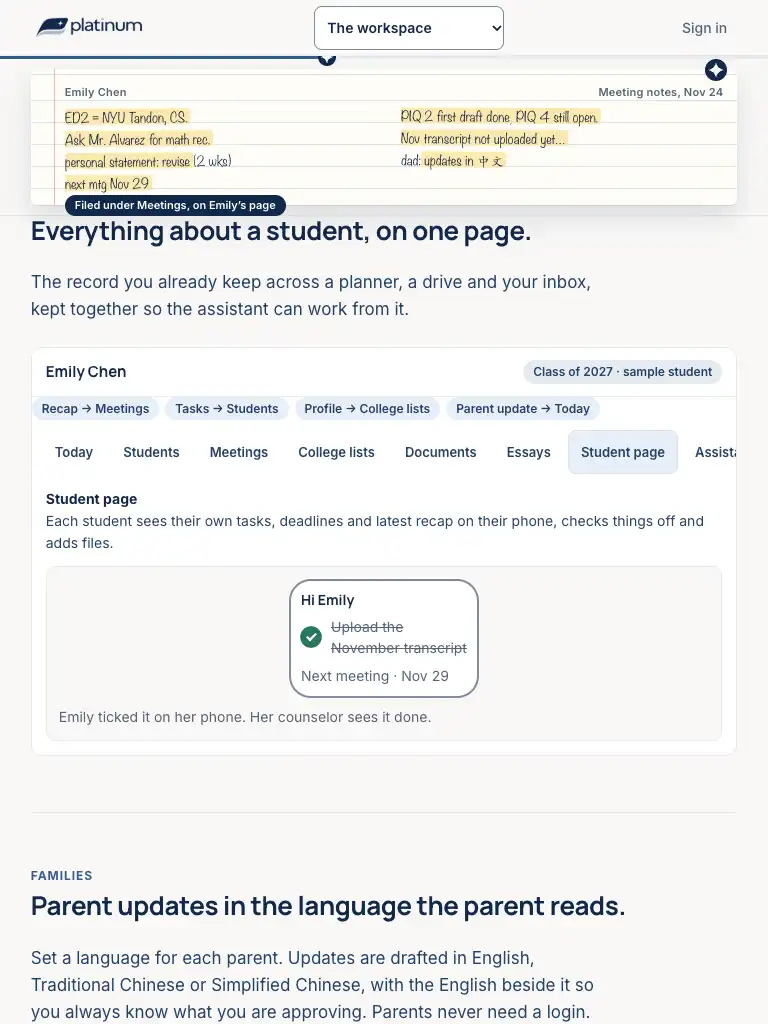 platinum
The workspace
Sign in
Emily Chen
Meeting notes, Nov 24
ED2 = NYU Tandon, CS.
Ask Mr. Alvarez for math rec.
personal statement: revise (2 wks)
next mtg Nov 29
PIQ 2 first draft done, PIQ 4 still open.
Nov transcript not uploaded yet...
dad: updates in 中文
Filed under Meetings, on Emily's page
Everything about a student, on one page.
The record you already keep across a planner, a drive and your inbox,
kept together so the assistant can work from it.
Emily Chen
Class of 2027 · sample student
Recap → Meetings
Tasks → Students
Profile → College lists
Parent update → Today
Today
Students
Meetings
College lists
Documents
Essays
Student page
Assista
Student page
Each student sees their own tasks, deadlines and latest recap on their phone, checks things off and
adds files.
Hi Emily
Upload the
November transcript
Next meeting · Nov 29
Emily ticked it on her phone. Her counselor sees it done.
FAMILIES
Parent updates in the language the parent reads.
Set a language for each parent. Updates are drafted in English,
Traditional Chinese or Simplified Chinese, with the English beside it so
you always know what you are approving. Parents never need a login.